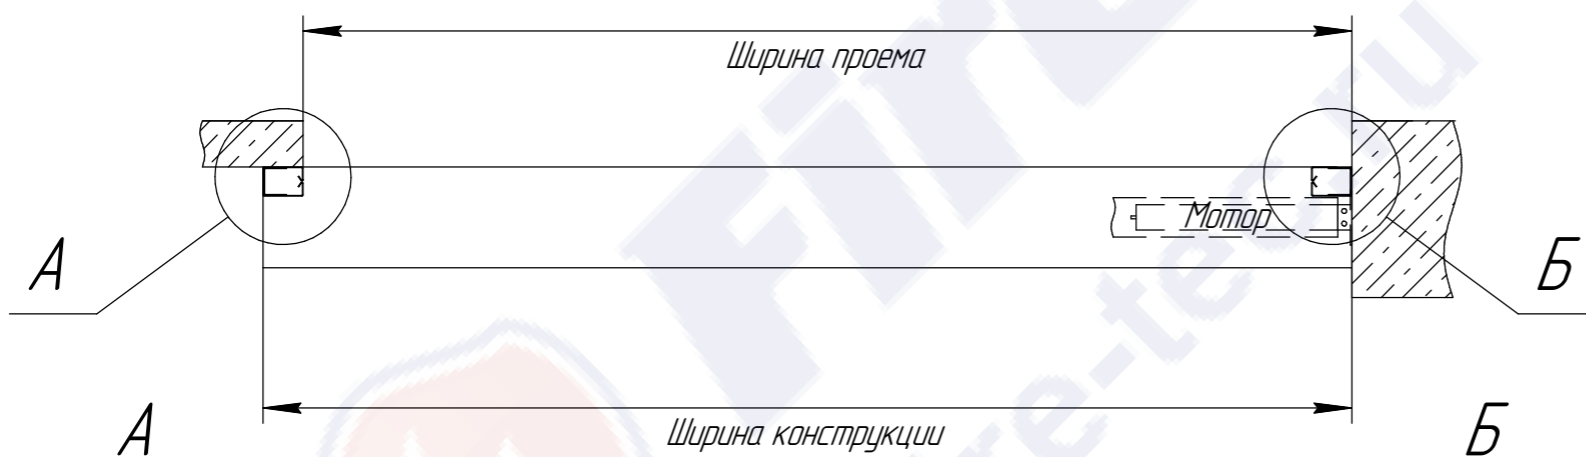 Ширина проема
Мотор
А
Б
Ширина конструкции
А
Б